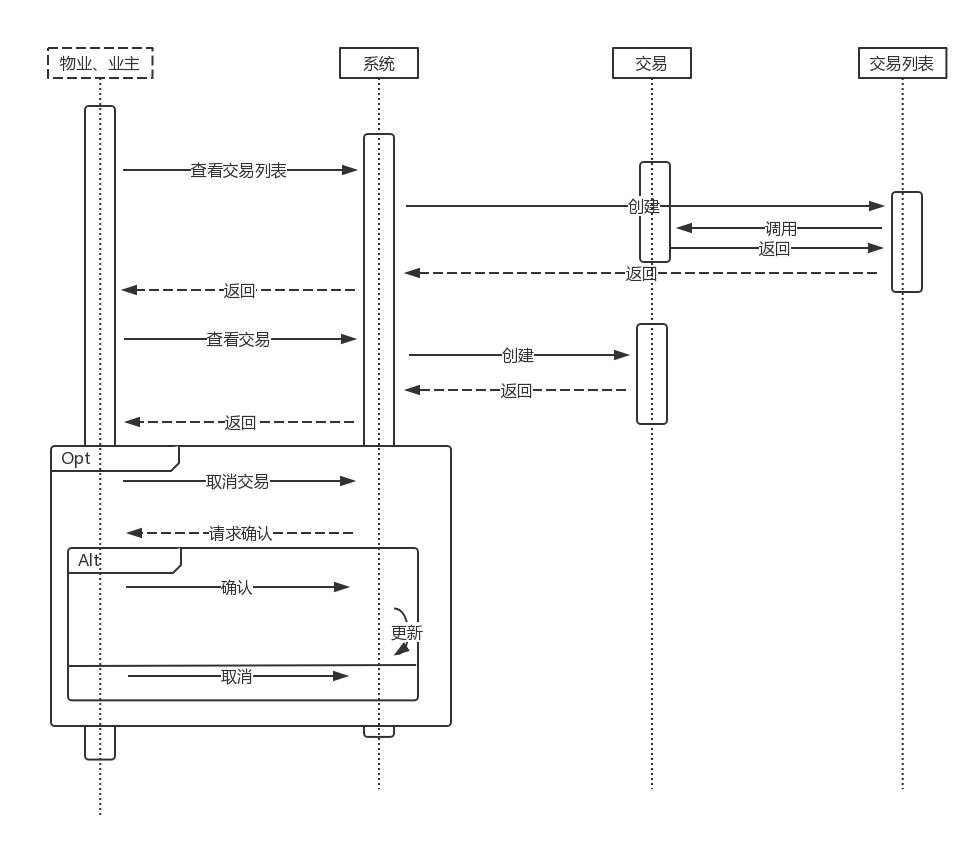 物业、业主
系统
交易
交易列表
查看交易列表
创建
调用
返回
返回
返回
查看交易
创建
返回
返回
Opt
取消交易
请求确认
Alt
确认
更新
取消